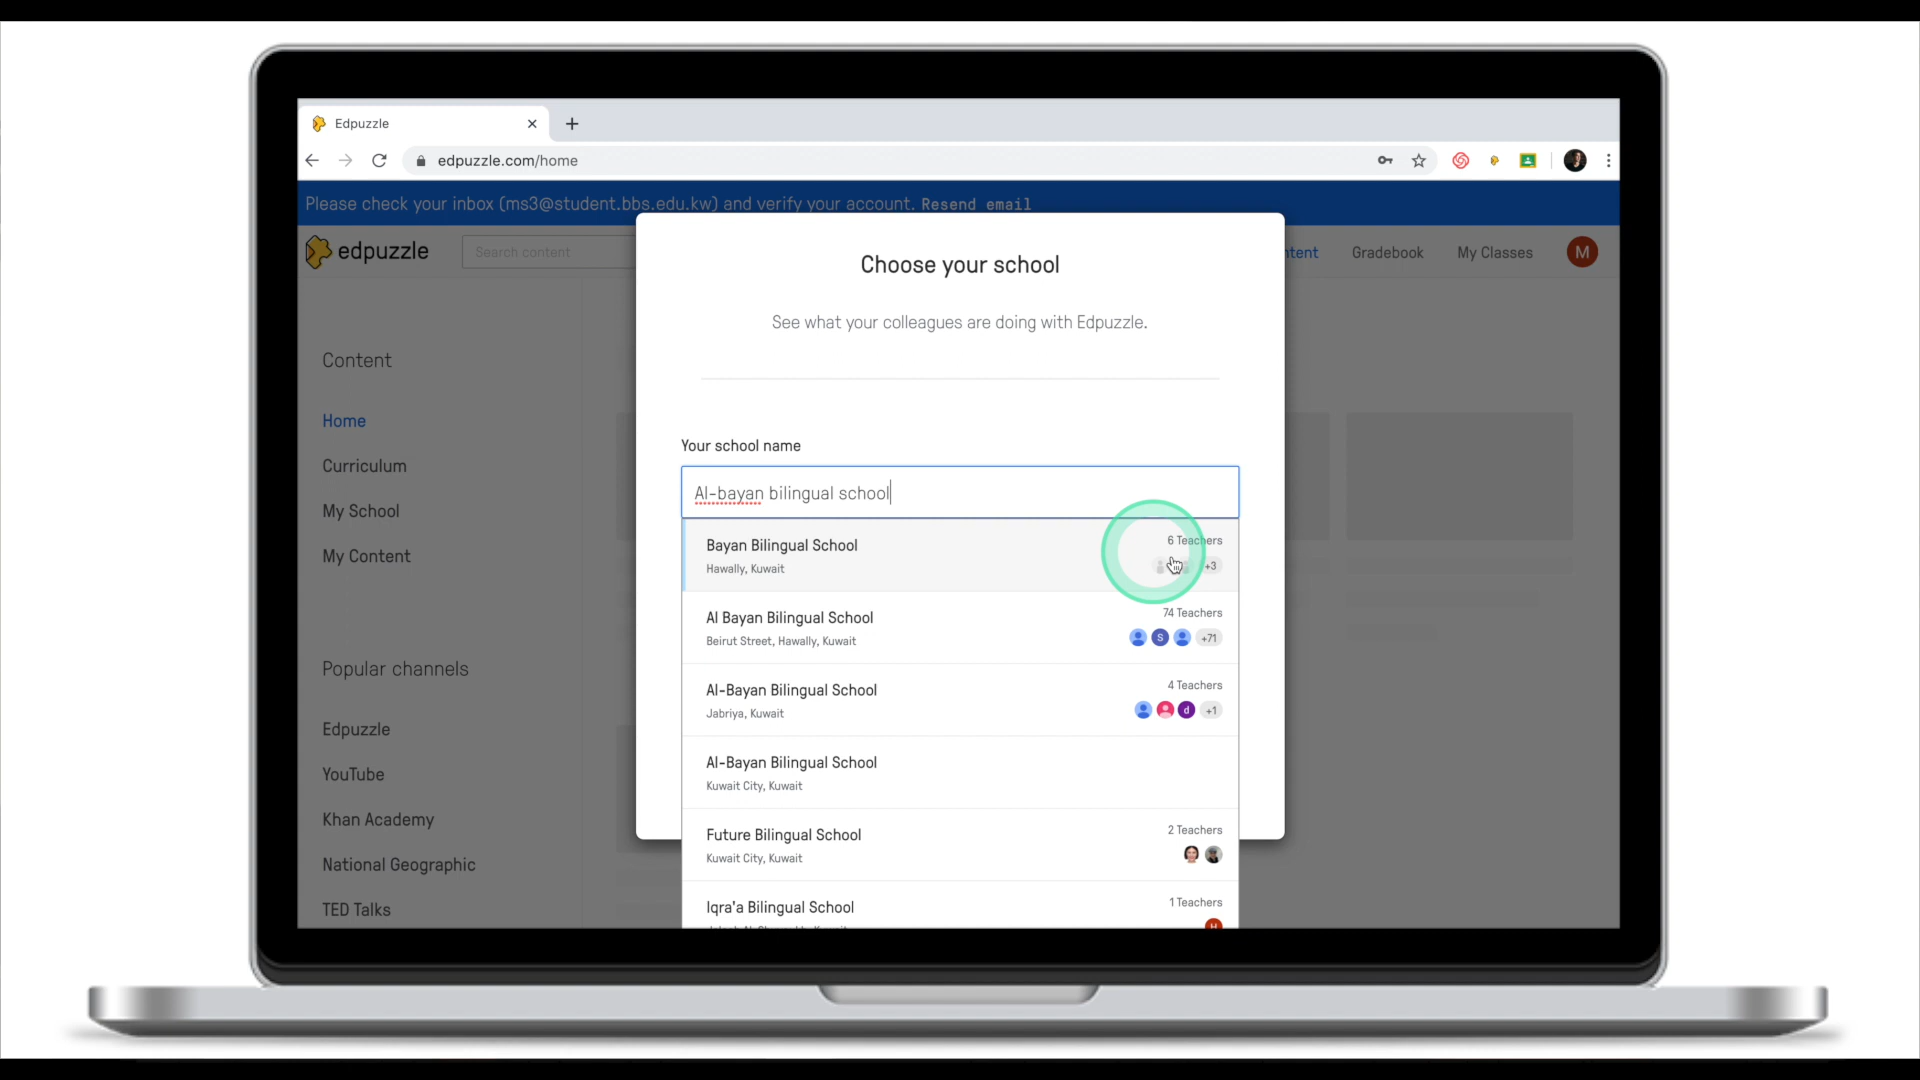 Edpuzzle
edpuzzle.com/home
Please check your inbox (ms3@student.bbs.edu.kw) and verify your account. Resend email
edpuzzle
Search content
Gradebook
My Classes
M
Choose your school
See what your colleagues are doing with Edpuzzle.
Content
Home
Curriculum
My School
My Content
Popular channels
Edpuzzle
YouTube
Khan Academy
National Geographic
TED Talks
Your school name
Al-bayan bilingual school
Bayan Bilingual School
6 Teachers
Hawally, Kuwait
+3
Al Bayan Bilingual School
74 Teachers
Beirut Street, Hawally, Kuwait
S
+71
Al-Bayan Bilingual School
4 Teachers
Jabriya, Kuwait
d
+1
Al-Bayan Bilingual School
Kuwait City, Kuwait
Future Bilingual School
2 Teachers
Kuwait City, Kuwait
Iqra'a Bilingual School
1 Teachers